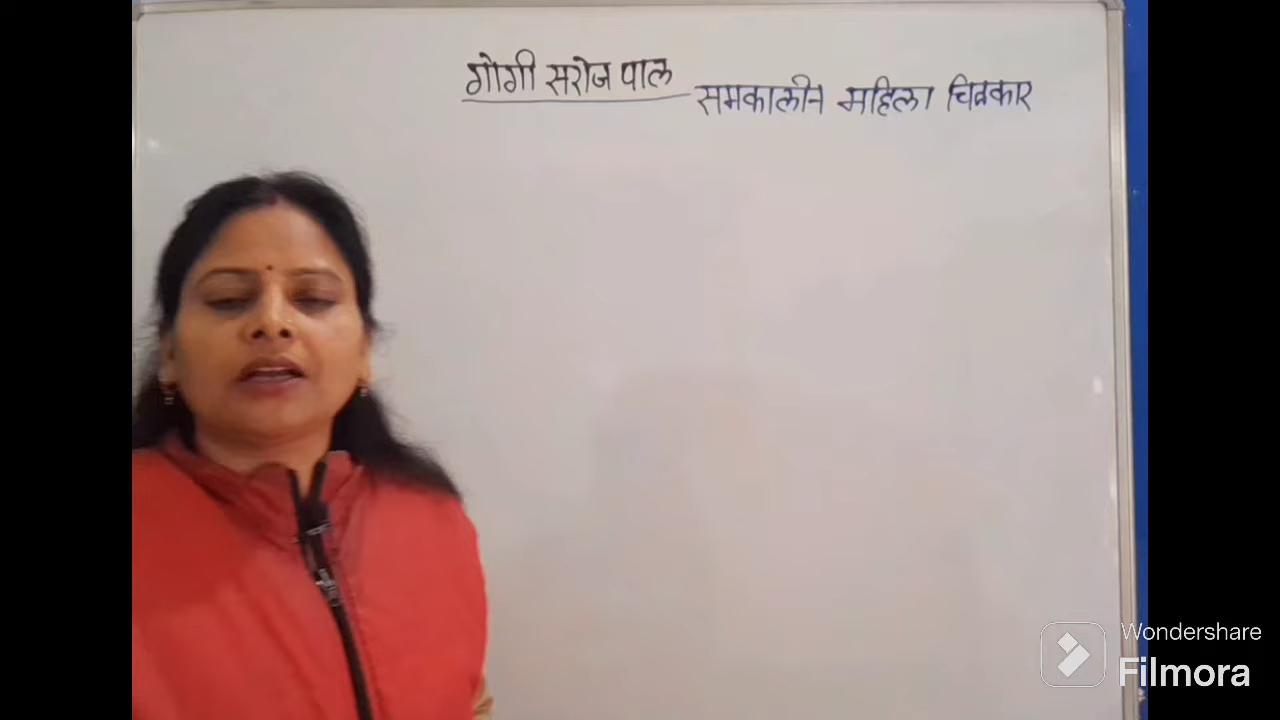 गोगी सरोज पाल
समकालीन महिला चित्रकार
Wondershare
Filmora